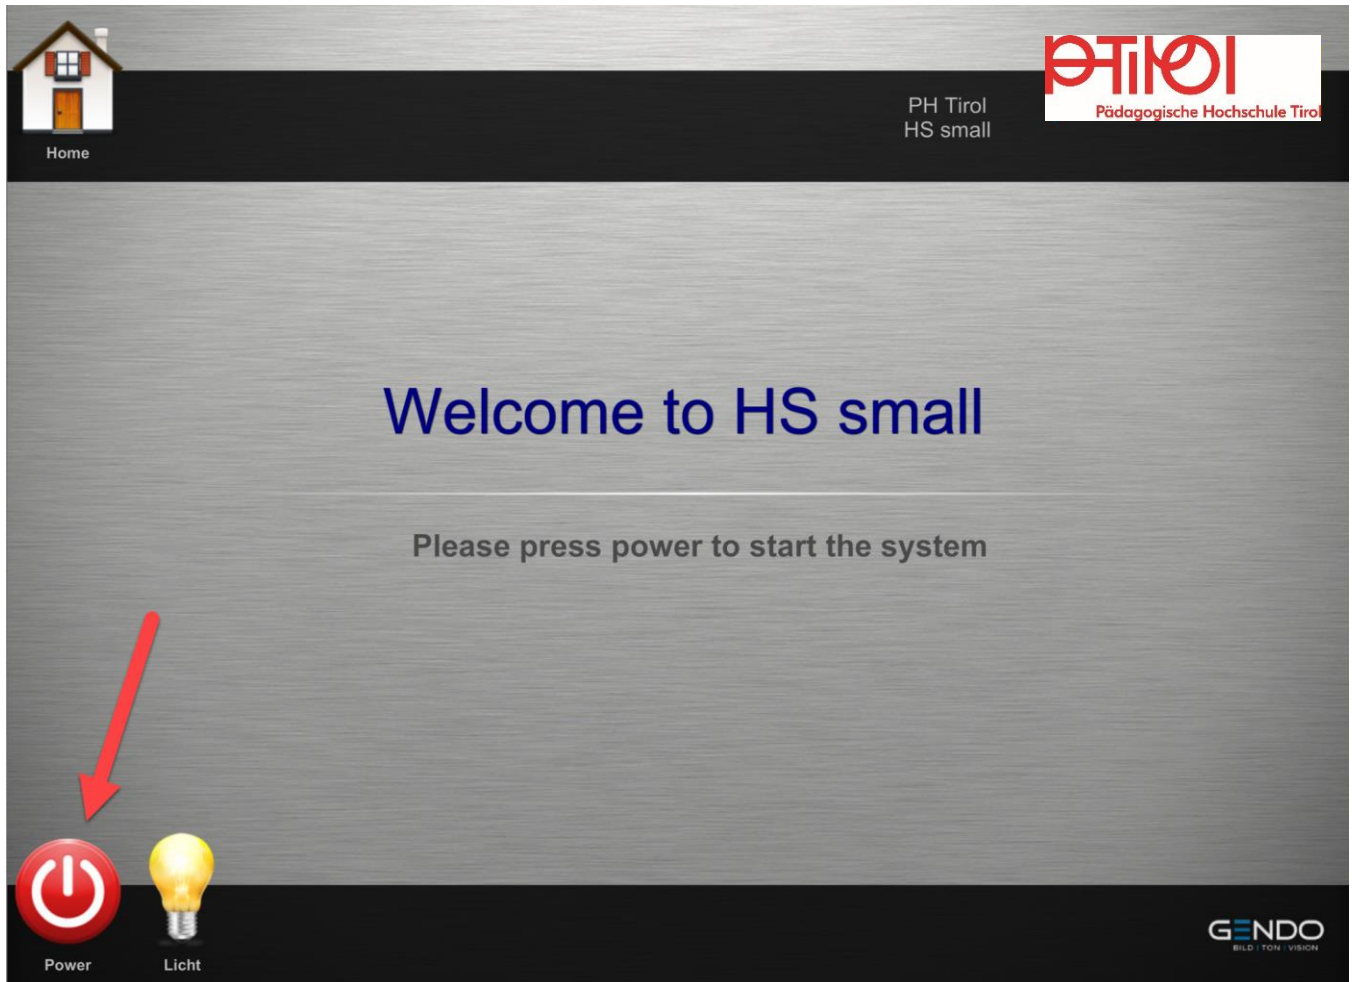 PH Tirol
HS small
PHTirol
Pädagogische Hochschule Tirol
Home
Welcome to HS small
Please press power to start the system
Power
Licht
GENDO
BILD | TON | VISION